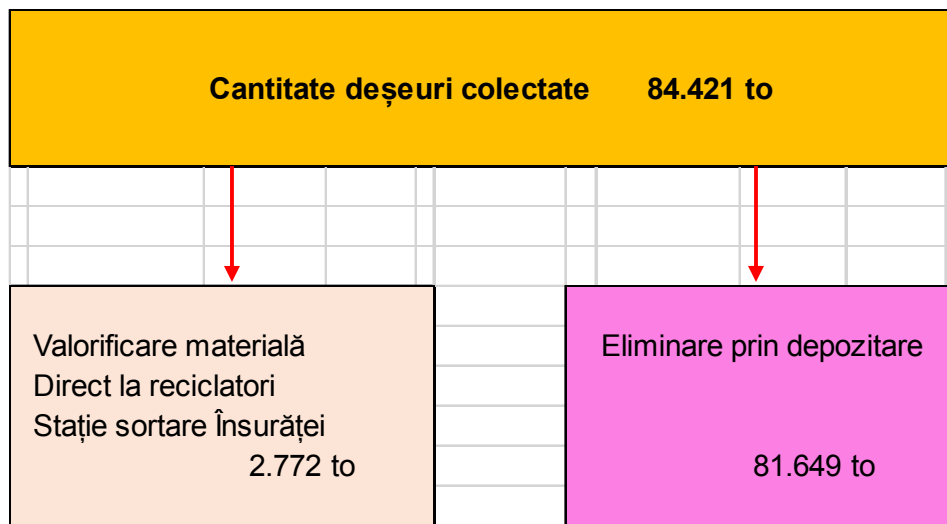 Cantitate deșeuri colectate 84.421 to
Valorificare materială
Direct la reciclatori
Stație sortare Însurăței
2.772 to
Eliminare prin depozitare
81.649 to